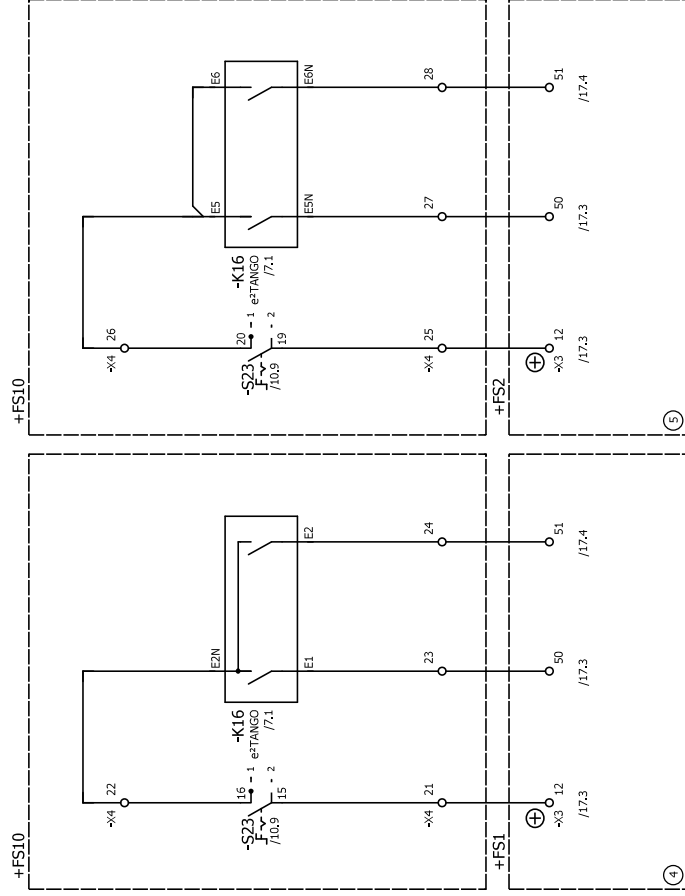 +FS10
-X4
22
-S23
/10.9
16
15
1
2
-K16
e²TANGO
/7.1
E2N
E1
E2
-X4
21
23
24
+FS1
-X3
12
/17.3
50
/17.3
51
/17.4
4
+FS10
-X4
26
-S23
/10.9
20
19
1
2
-K16
e²TANGO
/7.1
E5
E6
E5N
E6N
-X4
25
27
28
+FS2
-X3
12
/17.3
50
/17.3
51
/17.4
5